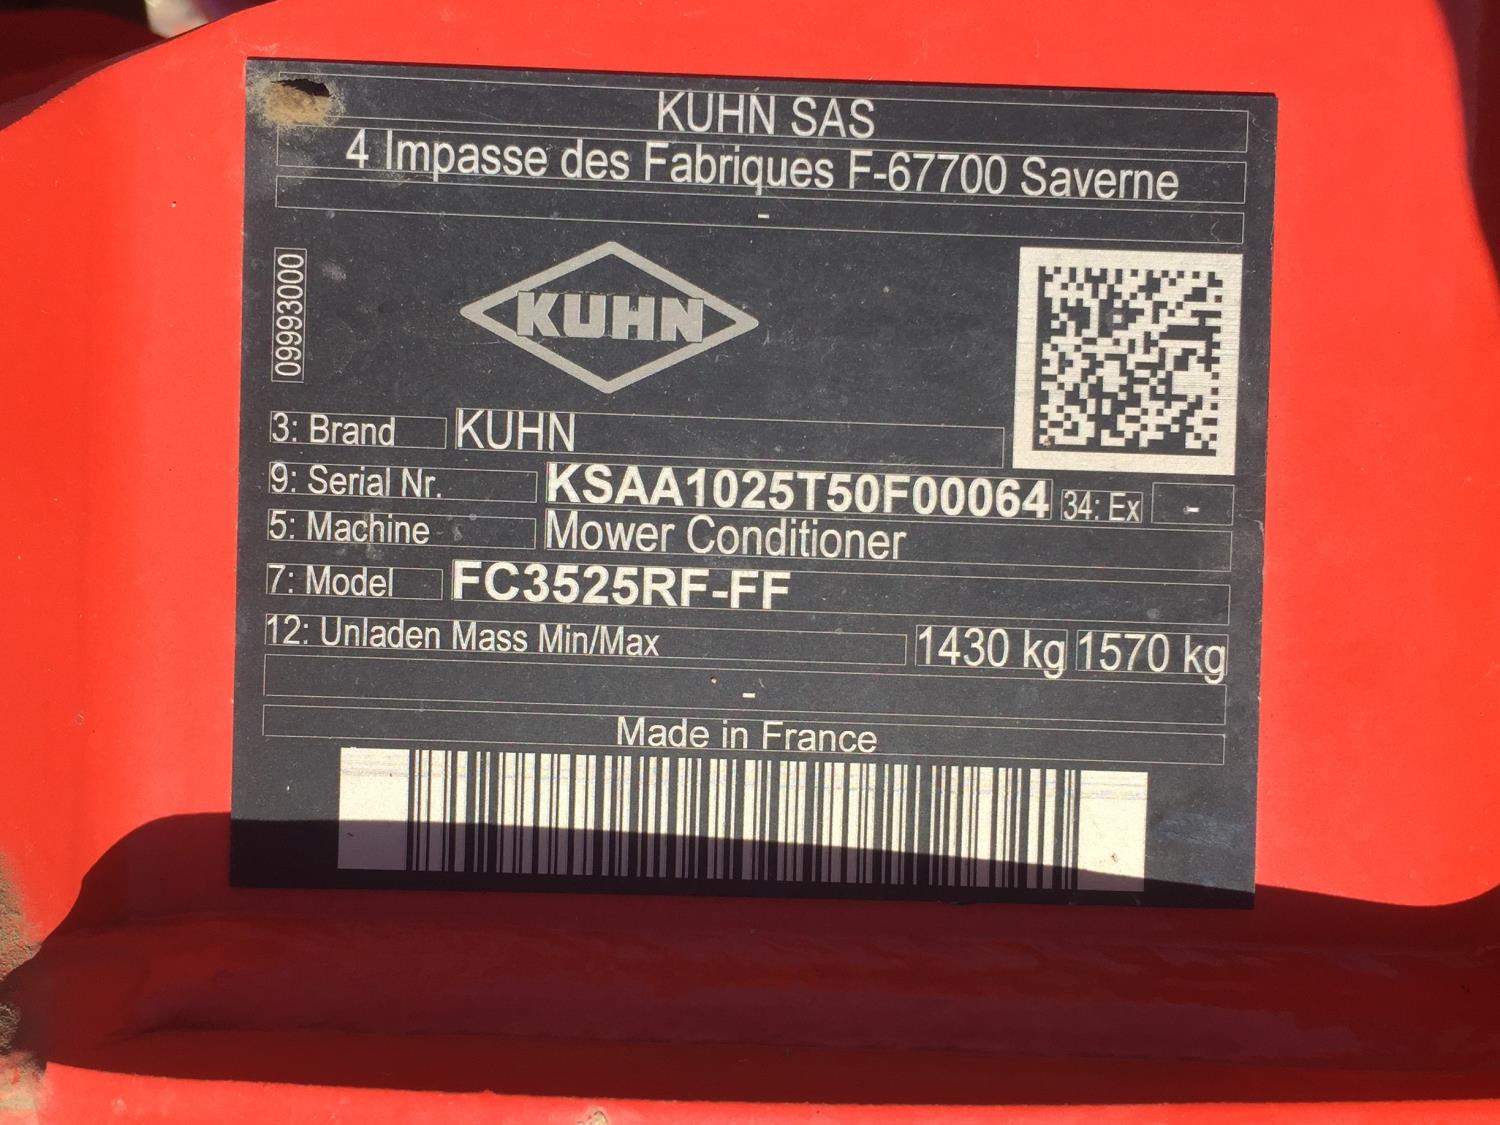 KUHN SAS
4 Impasse des Fabriques F-67700 Saverne
-
09993000
KUHN
3: Brand KUHN
9: Serial Nr. KSAA1025T50F00064 34: Ex -
5: Machine Mower Conditioner
7: Model FC3525RF-FF
12: Unladen Mass Min/Max 1430 kg 1570 kg
-
Made in France